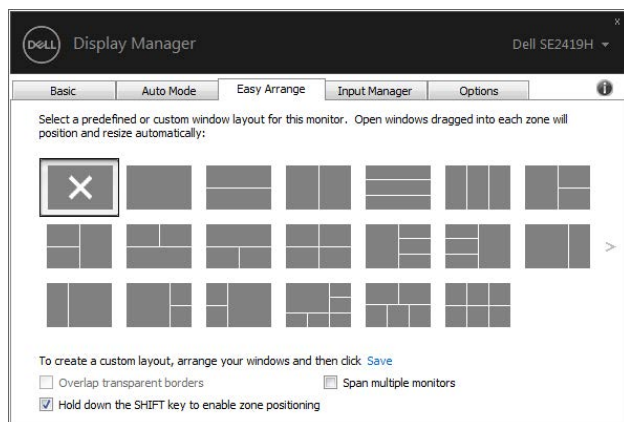 x
DELL Display Manager Dell SE2419H
Basic Auto Mode Easy Arrange Input Manager Options i
Select a predefined or custom window layout for this monitor. Open windows dragged into each zone will
position and resize automatically:
>
To create a custom layout, arrange your windows and then click Save
Overlap transparent borders Span multiple monitors
Hold down the SHIFT key to enable zone positioning